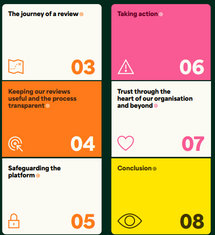 The journey of a review
03
Taking action
06
Keeping our reviews
useful and the process
transparent
04
Trust through the
heart of our organisation
and beyond
07
Safeguarding the
platform
05
Conclusion
08